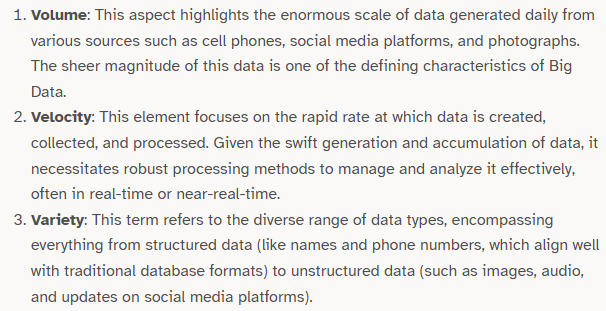 1. Volume: This aspect highlights the enormous scale of data generated daily from
various sources such as cell phones, social media platforms, and photographs.
The sheer magnitude of this data is one of the defining characteristics of Big
Data.
2. Velocity: This element focuses on the rapid rate at which data is created,
collected, and processed. Given the swift generation and accumulation of data, it
necessitates robust processing methods to manage and analyze it effectively,
often in real-time or near-real-time.
3. Variety: This term refers to the diverse range of data types, encompassing
everything from structured data (like names and phone numbers, which align well
with traditional database formats) to unstructured data (such as images, audio,
and updates on social media platforms).